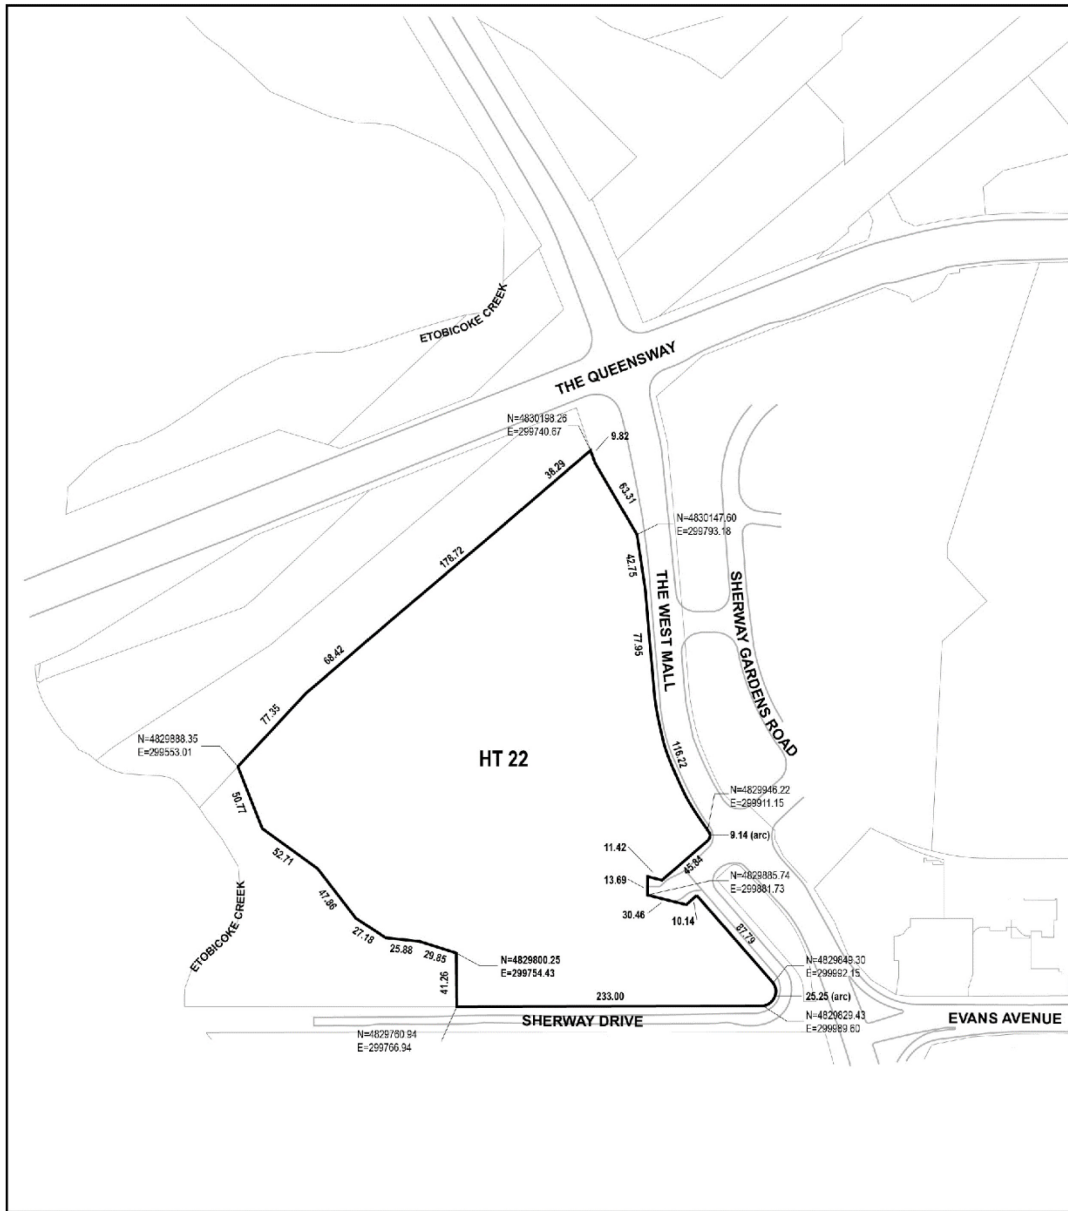 ETOBICOKE CREEK
THE QUEENSWAY
N=4830198.26
E=299740.67
9.82
38.29
63.31
N=4830147.60
E=299793.18
178.72
42.75
THE WEST MALL
SHERWAY GARDENS ROAD
77.95
68.42
77.35
N=4829888.35
E=299553.01
HT 22
116.22
50.77
N=4829946.22
E=299911.15
9.14 (arc)
52.71
11.42
45.84
13.69
N=4829885.74
E=299881.73
47.86
30.46
10.14
ETOBICOKE CREEK
27.18
25.88
29.85
87.79
N=4829800.25
E=299754.43
N=4829849.30
E=299992.15
41.26
233.00
25.25 (arc)
SHERWAY DRIVE
N=4829829.43
E=299989.60
EVANS AVENUE
N=4829760.94
E=299766.94